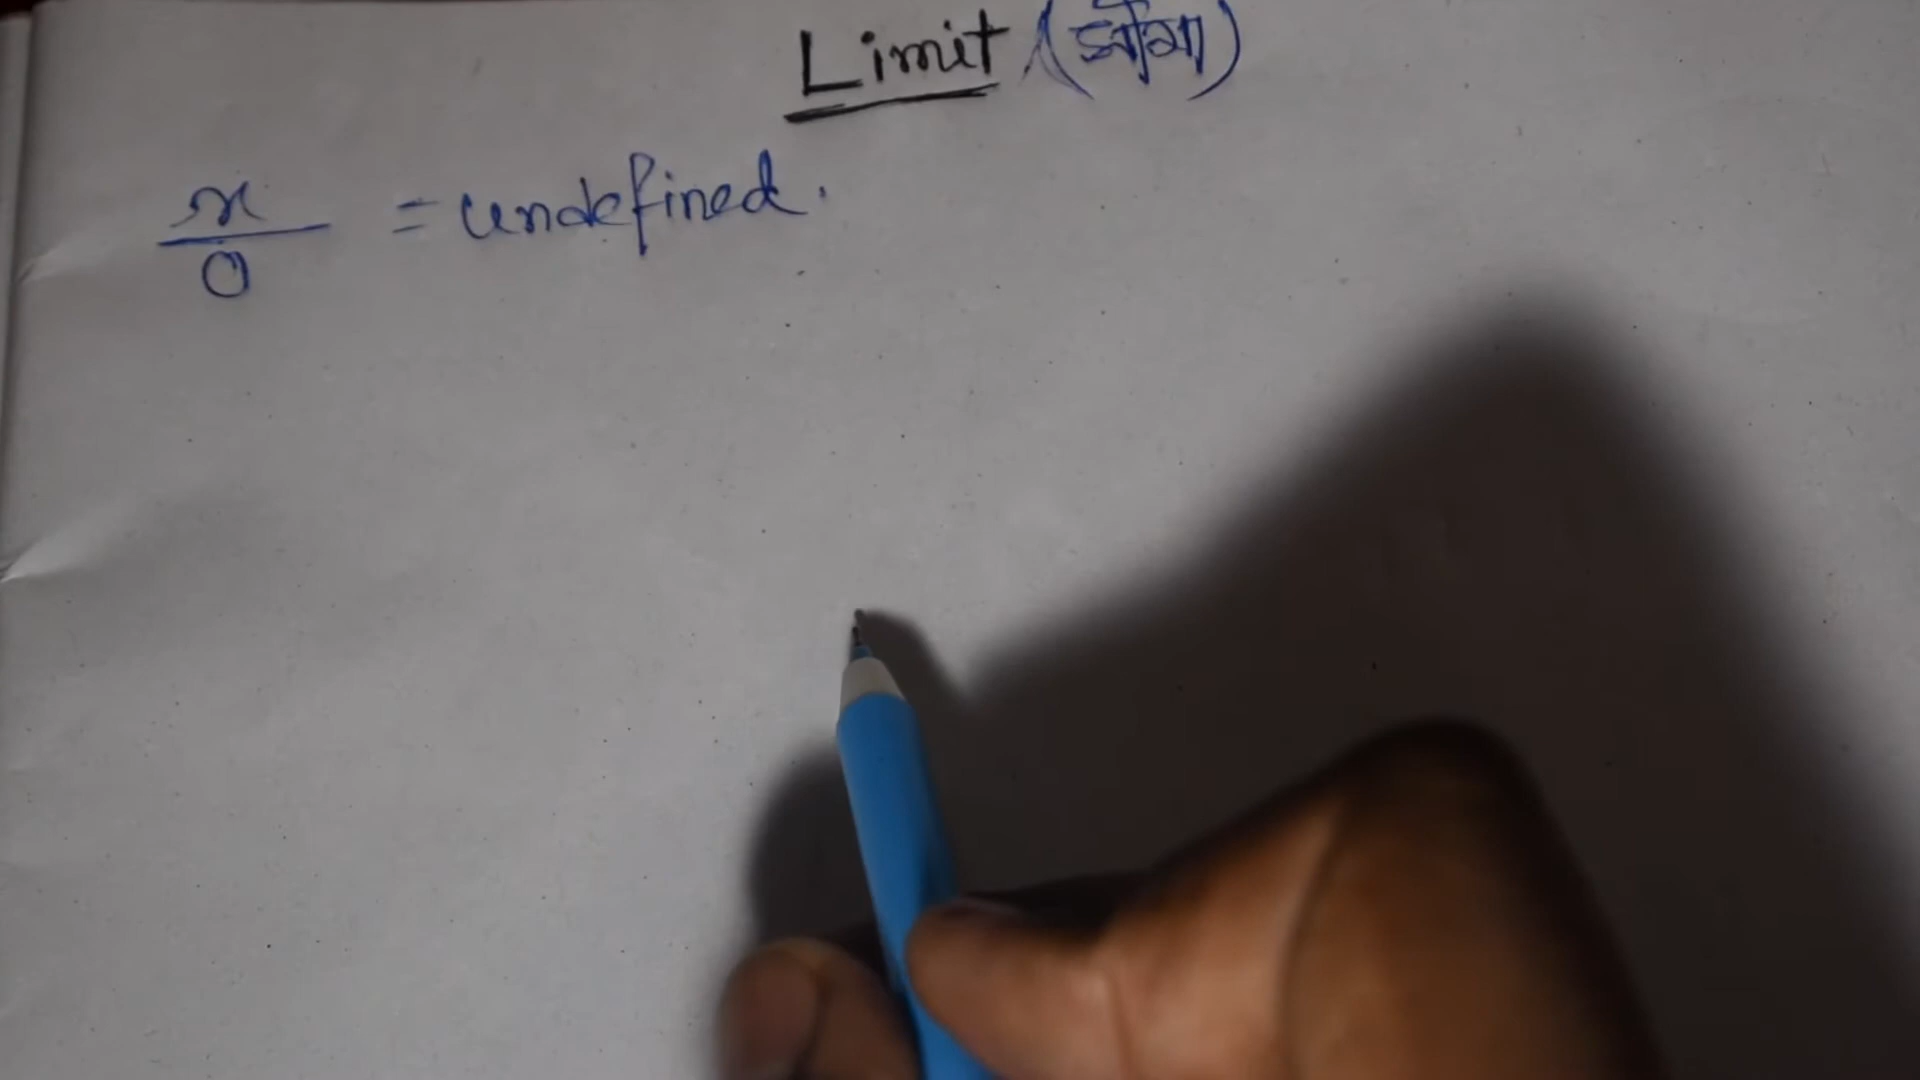 Limit (সীমা)
x/0 = undefined.